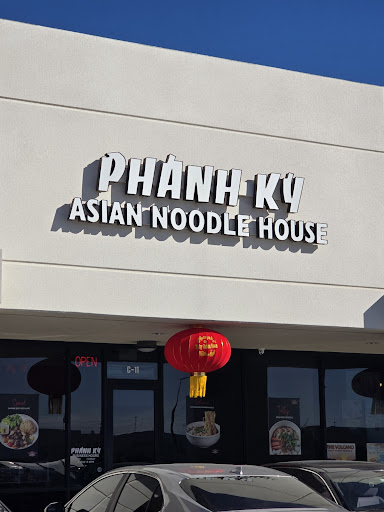 PHÁNH KÝ
ASIAN NOODLE HOUSE
OPEN
C-11
PHÁNH KÝ